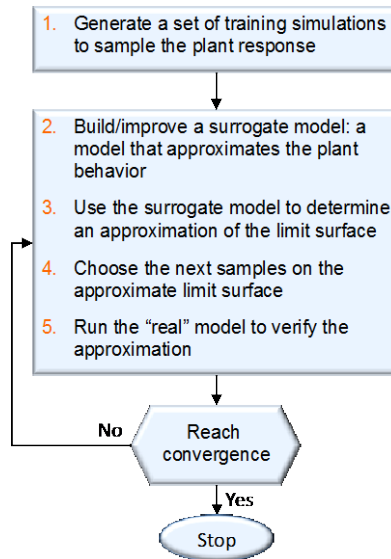 1. Generate a set of training simulations
to sample the plant response
2. Build/improve a surrogate model: a
model that approximates the plant
behavior
3. Use the surrogate model to determine
an approximation of the limit surface
4. Choose the next samples on the
approximate limit surface
5. Run the “real” model to verify the
approximation
No
Reach
convergence
Yes
Stop